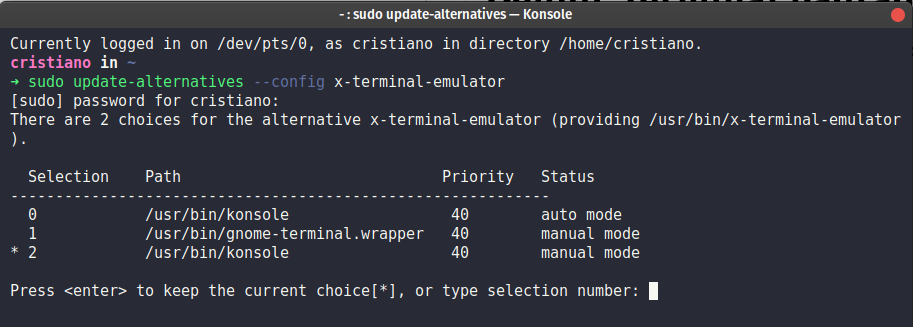 ~ : sudo update-alternatives — Konsole
Currently logged in on /dev/pts/0, as cristiano in directory /home/cristiano.
cristiano in ~
➜ sudo update-alternatives --config x-terminal-emulator
[sudo] password for cristiano:
There are 2 choices for the alternative x-terminal-emulator (providing /usr/bin/x-terminal-emulator
).
Selection    Path                             Priority   Status
------------------------------------------------------------
  0            /usr/bin/konsole                  40        auto mode
  1            /usr/bin/gnome-terminal.wrapper   40        manual mode
* 2            /usr/bin/konsole                  40        manual mode
Press <enter> to keep the current choice[*], or type selection number: